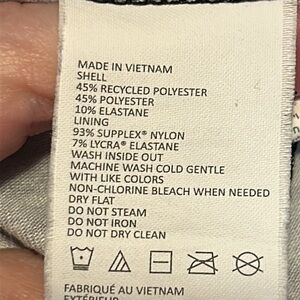 MADE IN VIETNAM
SHELL
45% RECYCLED POLYESTER
45% POLYESTER
10% ELASTANE
LINING
93% SUPPLEX® NYLON
7% LYCRA® ELASTANE
WASH INSIDE OUT
MACHINE WASH COLD GENTLE
WITH LIKE COLORS
NON-CHLORINE BLEACH WHEN NEEDED
DRY FLAT
DO NOT STEAM
DO NOT IRON
DO NOT DRY CLEAN
FABRIQUÉ AU VIETNAM
EXTÉRIEUR